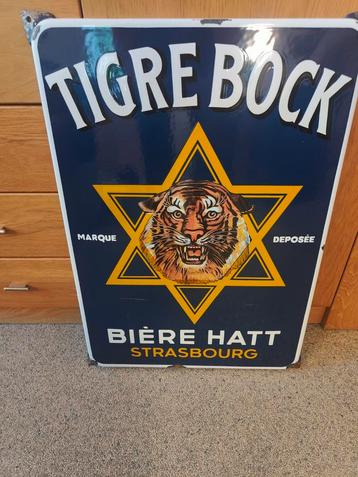 TIGRE BOCK
MARQUE DEPOSÉE
BIÈRE HATT
STRASBOURG